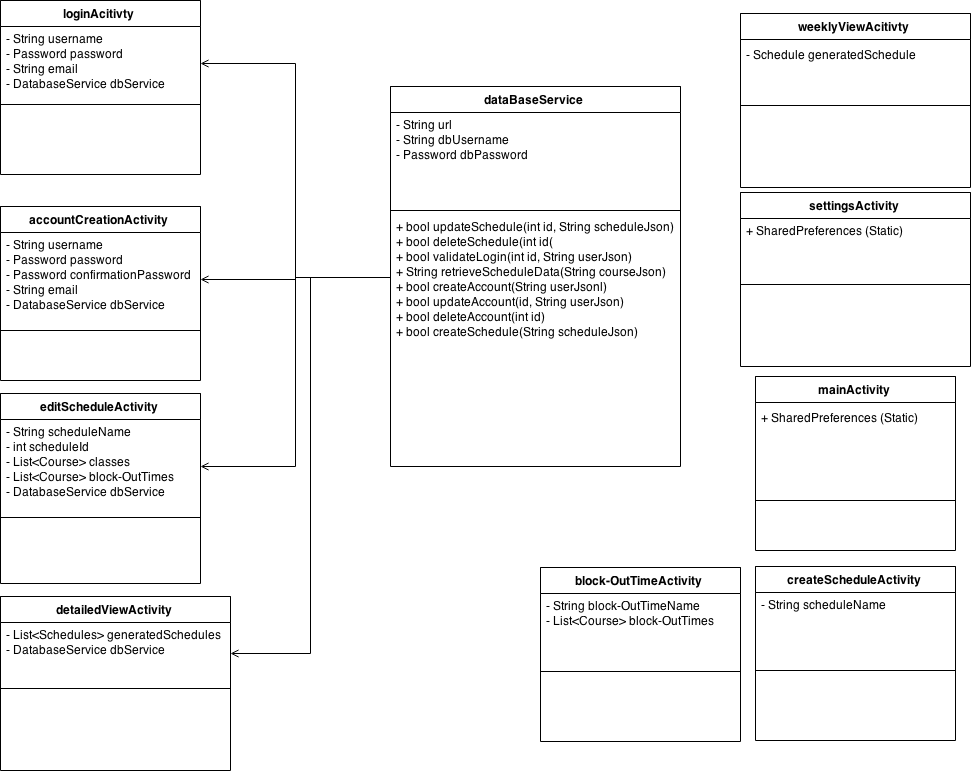 loginAcitivty
- String username
- Password password
- String email
- DatabaseService dbService
accountCreationActivity
- String username
- Password password
- Password confirmationPassword
- String email
- DatabaseService dbService
editScheduleActivity
- String scheduleName
- int scheduleId
- List<Course> classes
- List<Course> block-OutTimes
- DatabaseService dbService
detailedViewActivity
- List<Schedules> generatedSchedules
- DatabaseService dbService
dataBaseService
- String url
- String dbUsername
- Password dbPassword
+ bool updateSchedule(int id, String scheduleJson)
+ bool deleteSchedule(int id(
+ bool validateLogin(int id, String userJson)
+ String retrieveScheduleData(String courseJson)
+ bool createAccount(String userJsonl)
+ bool updateAccount(id, String userJson)
+ bool deleteAccount(int id)
+ bool createSchedule(String scheduleJson)
weeklyViewAcitivty
- Schedule generatedSchedule
settingsActivity
+ SharedPreferences (Static)
mainActivity
+ SharedPreferences (Static)
block-OutTimeActivity
- String block-OutTimeName
- List<Course> block-OutTimes
createScheduleActivity
- String scheduleName